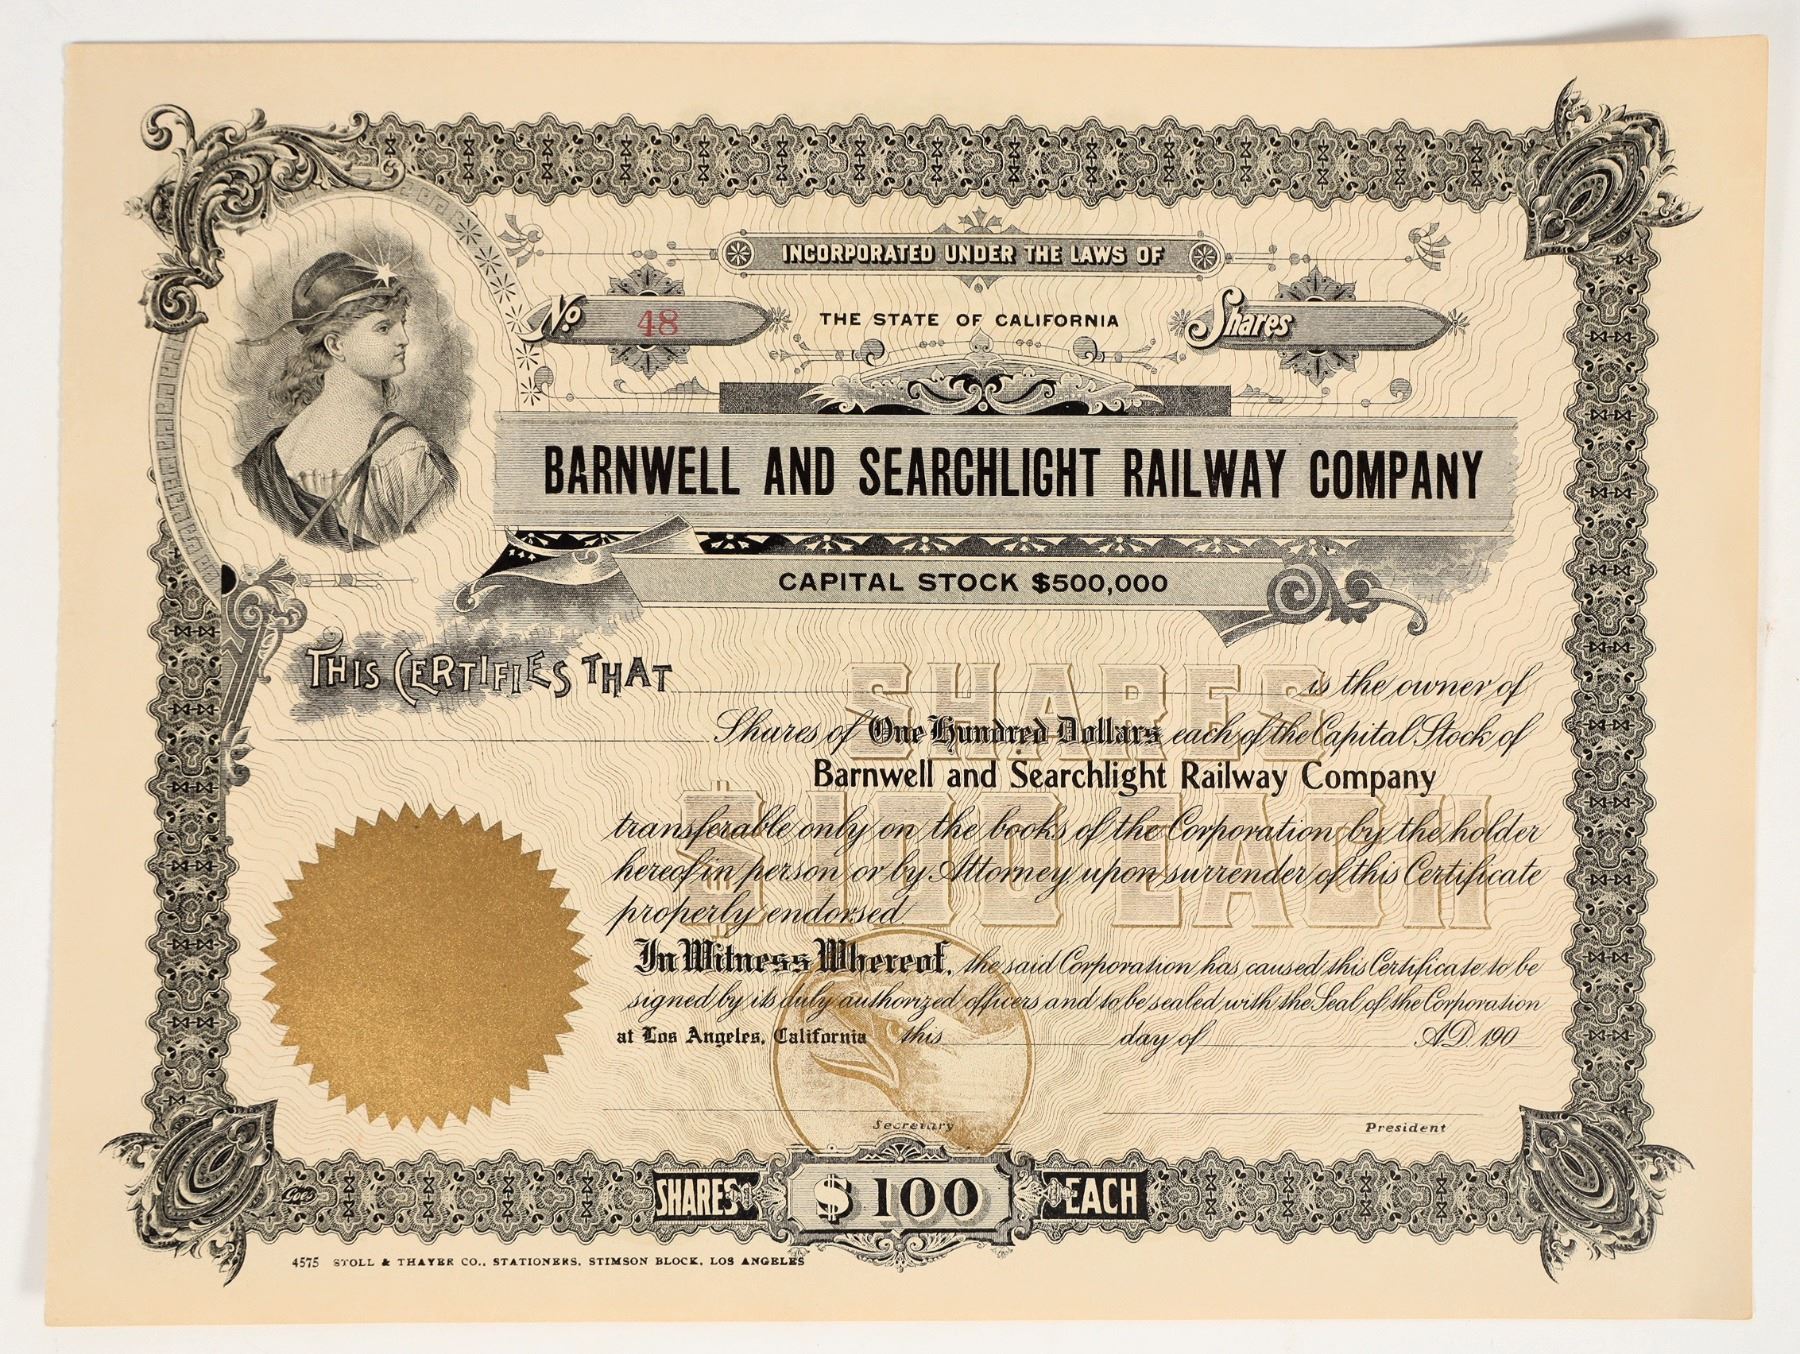 INCORPORATED UNDER THE LAWS OF
No 48
THE STATE OF CALIFORNIA
Shares
BARNWELL AND SEARCHLIGHT RAILWAY COMPANY
CAPITAL STOCK $500,000
THIS CERTIFIES THAT is the owner of
Shares of One Hundred Dollars each of the Capital Stock of
Barnwell and Searchlight Railway Company
SHARES
$100 EACH
transferable only on the books of the Corporation by the holder
hereof in person or by Attorney upon surrender of this Certificate
properly endorsed
In Witness Whereof, the said Corporation has caused this Certificate to be
signed by its duly authorized officers and to be sealed with the Seal of the Corporation
at Los Angeles, California this day of A.D. 190
Secretary
President
Goes
SHARES $100 EACH
4575 STOLL & THAYER CO., STATIONERS, STIMSON BLOCK, LOS ANGELES